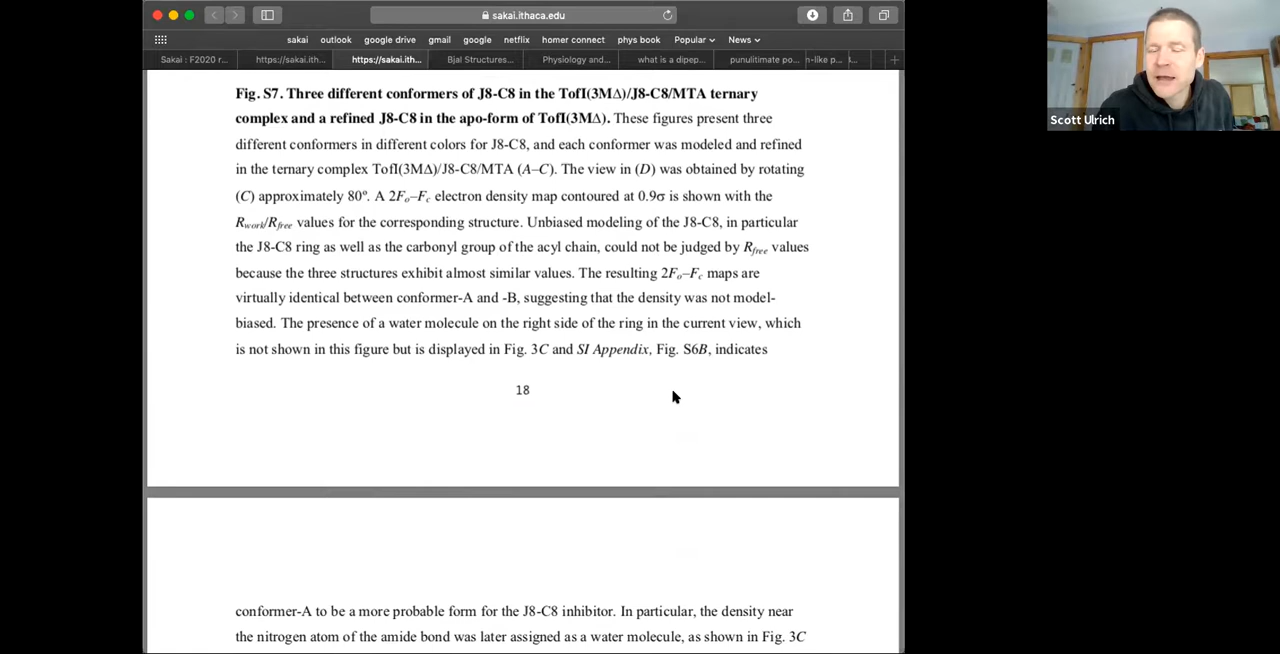 sakai.ithaca.edu
sakai outlook google drive gmail google netflix homer connect phys book Popular News
Sakai : F2020 r... https://sakai.ith... https://sakai.ith... Bjal Structures... Physiology and... what is a dipep... punulitimate po... n-like p...
Fig. S7. Three different conformers of J8-C8 in the TofI(3MΔ)/J8-C8/MTA ternary
complex and a refined J8-C8 in the apo-form of TofI(3MΔ). These figures present three
different conformers in different colors for J8-C8, and each conformer was modeled and refined
in the ternary complex TofI(3MΔ)/J8-C8/MTA (A–C). The view in (D) was obtained by rotating
(C) approximately 80º. A 2Fo–Fc electron density map contoured at 0.9σ is shown with the
Rwork/Rfree values for the corresponding structure. Unbiased modeling of the J8-C8, in particular
the J8-C8 ring as well as the carbonyl group of the acyl chain, could not be judged by Rfree values
because the three structures exhibit almost similar values. The resulting 2Fo–Fc maps are
virtually identical between conformer-A and -B, suggesting that the density was not model-
biased. The presence of a water molecule on the right side of the ring in the current view, which
is not shown in this figure but is displayed in Fig. 3C and SI Appendix, Fig. S6B, indicates
18
conformer-A to be a more probable form for the J8-C8 inhibitor. In particular, the density near
the nitrogen atom of the amide bond was later assigned as a water molecule, as shown in Fig. 3C
Scott Ulrich